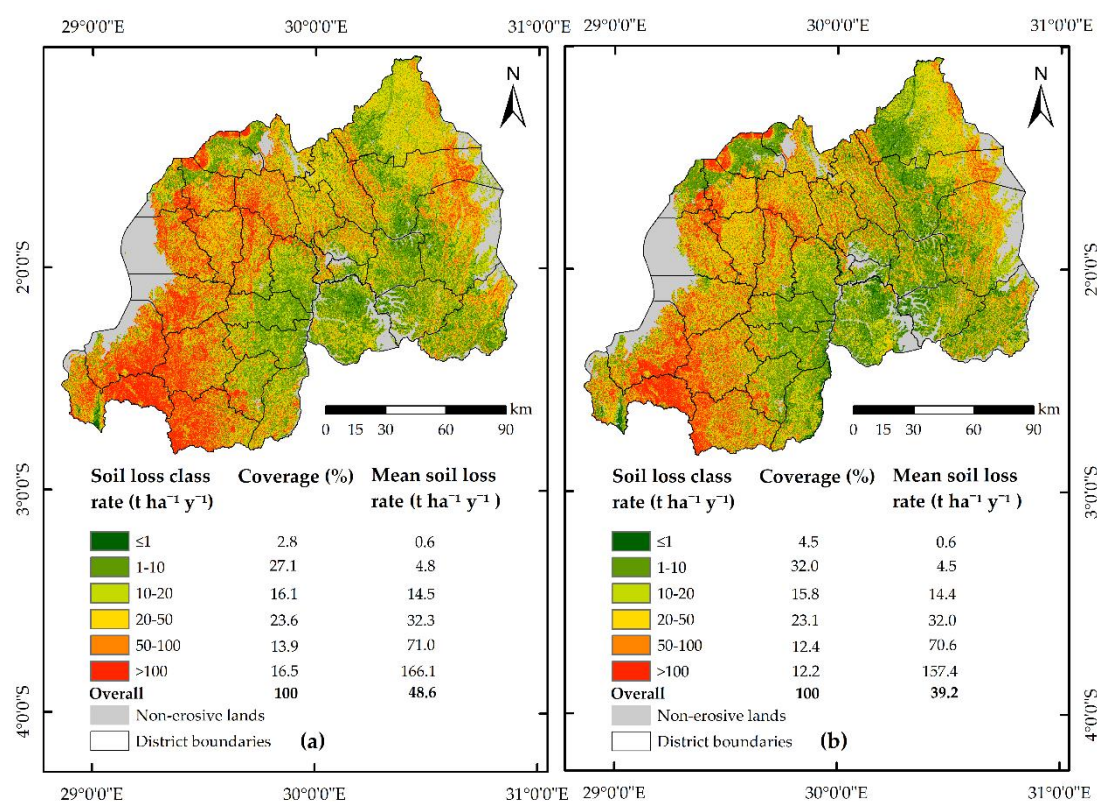 29°0'0"E 30°0'0"E 31°0'0"E
29°0'0"E 30°0'0"E 31°0'0"E
2°0'0"S
3°0'0"S
4°0'0"S
N
km
0 15 30 60 90
Soil loss class Coverage (%) Mean soil loss
rate (t ha⁻¹ y⁻¹) rate (t ha⁻¹ y⁻¹ )
≤1 2.8 0.6
1-10 27.1 4.8
10-20 16.1 14.5
20-50 23.6 32.3
50-100 13.9 71.0
>100 16.5 166.1
Overall 100 48.6
Non-erosive lands
District boundaries (a)
29°0'0"E 30°0'0"E 31°0'0"E
N
km
0 15 30 60 90
Soil loss class Coverage (%) Mean soil loss
rate (t ha⁻¹ y⁻¹) rate (t ha⁻¹ y⁻¹ )
≤1 4.5 0.6
1-10 32.0 4.5
10-20 15.8 14.4
20-50 23.1 32.0
50-100 12.4 70.6
>100 12.2 157.4
Overall 100 39.2
Non-erosive lands
District boundaries (b)
2°0'0"S
3°0'0"S
4°0'0"S
29°0'0"E 30°0'0"E 31°0'0"E